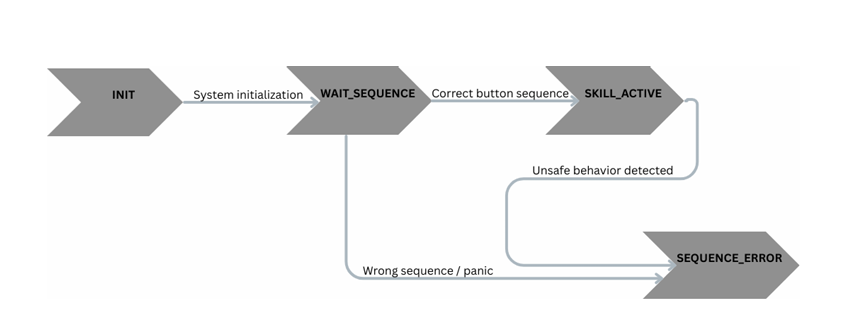 INIT
System initialization
WAIT_SEQUENCE
Correct button sequence
SKILL_ACTIVE
Unsafe behavior detected
SEQUENCE_ERROR
Wrong sequence / panic